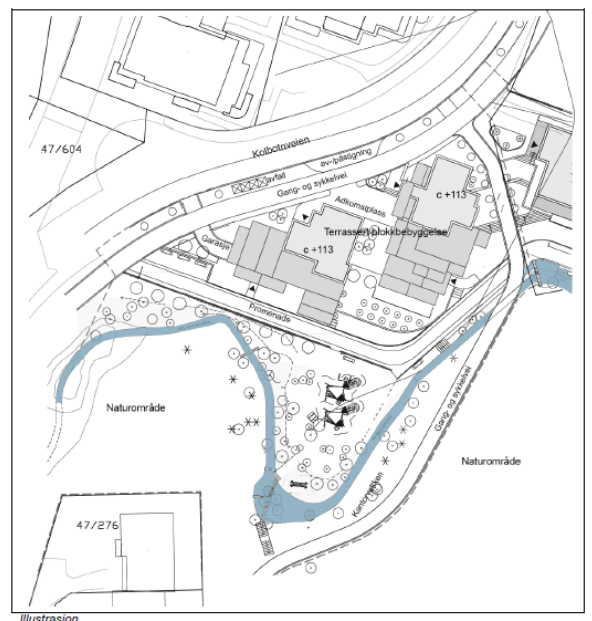 47/604
Kolbotnveien
av-/påstigning
avfall
Gang- og sykkelvei
c +113
Adkomstplass
Terrassert blokkbebyggelse
Garasje
c +113
Promenade
Naturområde
Gang- og sykkelvei
Naturområde
Kantorbekken
47/276
Illustrasjon